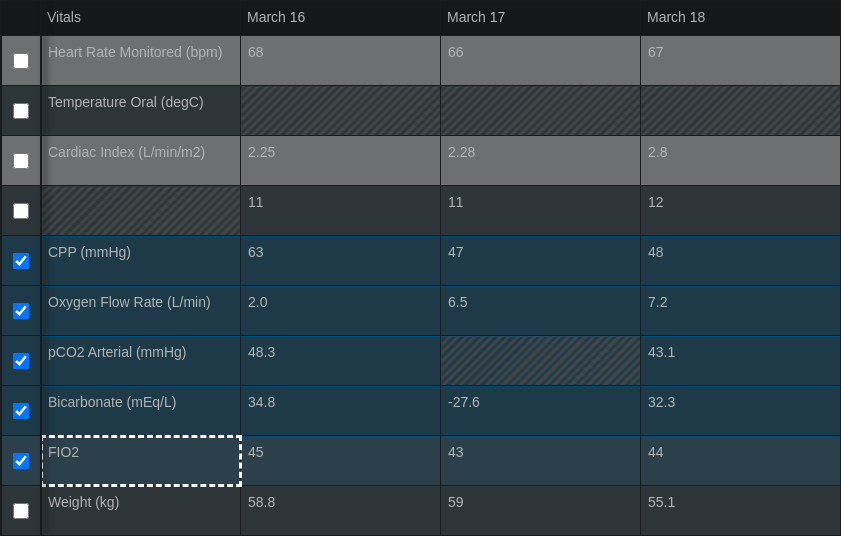 Vitals March 16 March 17 March 18
Heart Rate Monitored (bpm) 68 66 67
Temperature Oral (degC)
Cardiac Index (L/min/m2) 2.25 2.28 2.8
11 11 12
CPP (mmHg) 63 47 48
Oxygen Flow Rate (L/min) 2.0 6.5 7.2
pCO2 Arterial (mmHg) 48.3 43.1
Bicarbonate (mEq/L) 34.8 -27.6 32.3
FIO2 45 43 44
Weight (kg) 58.8 59 55.1